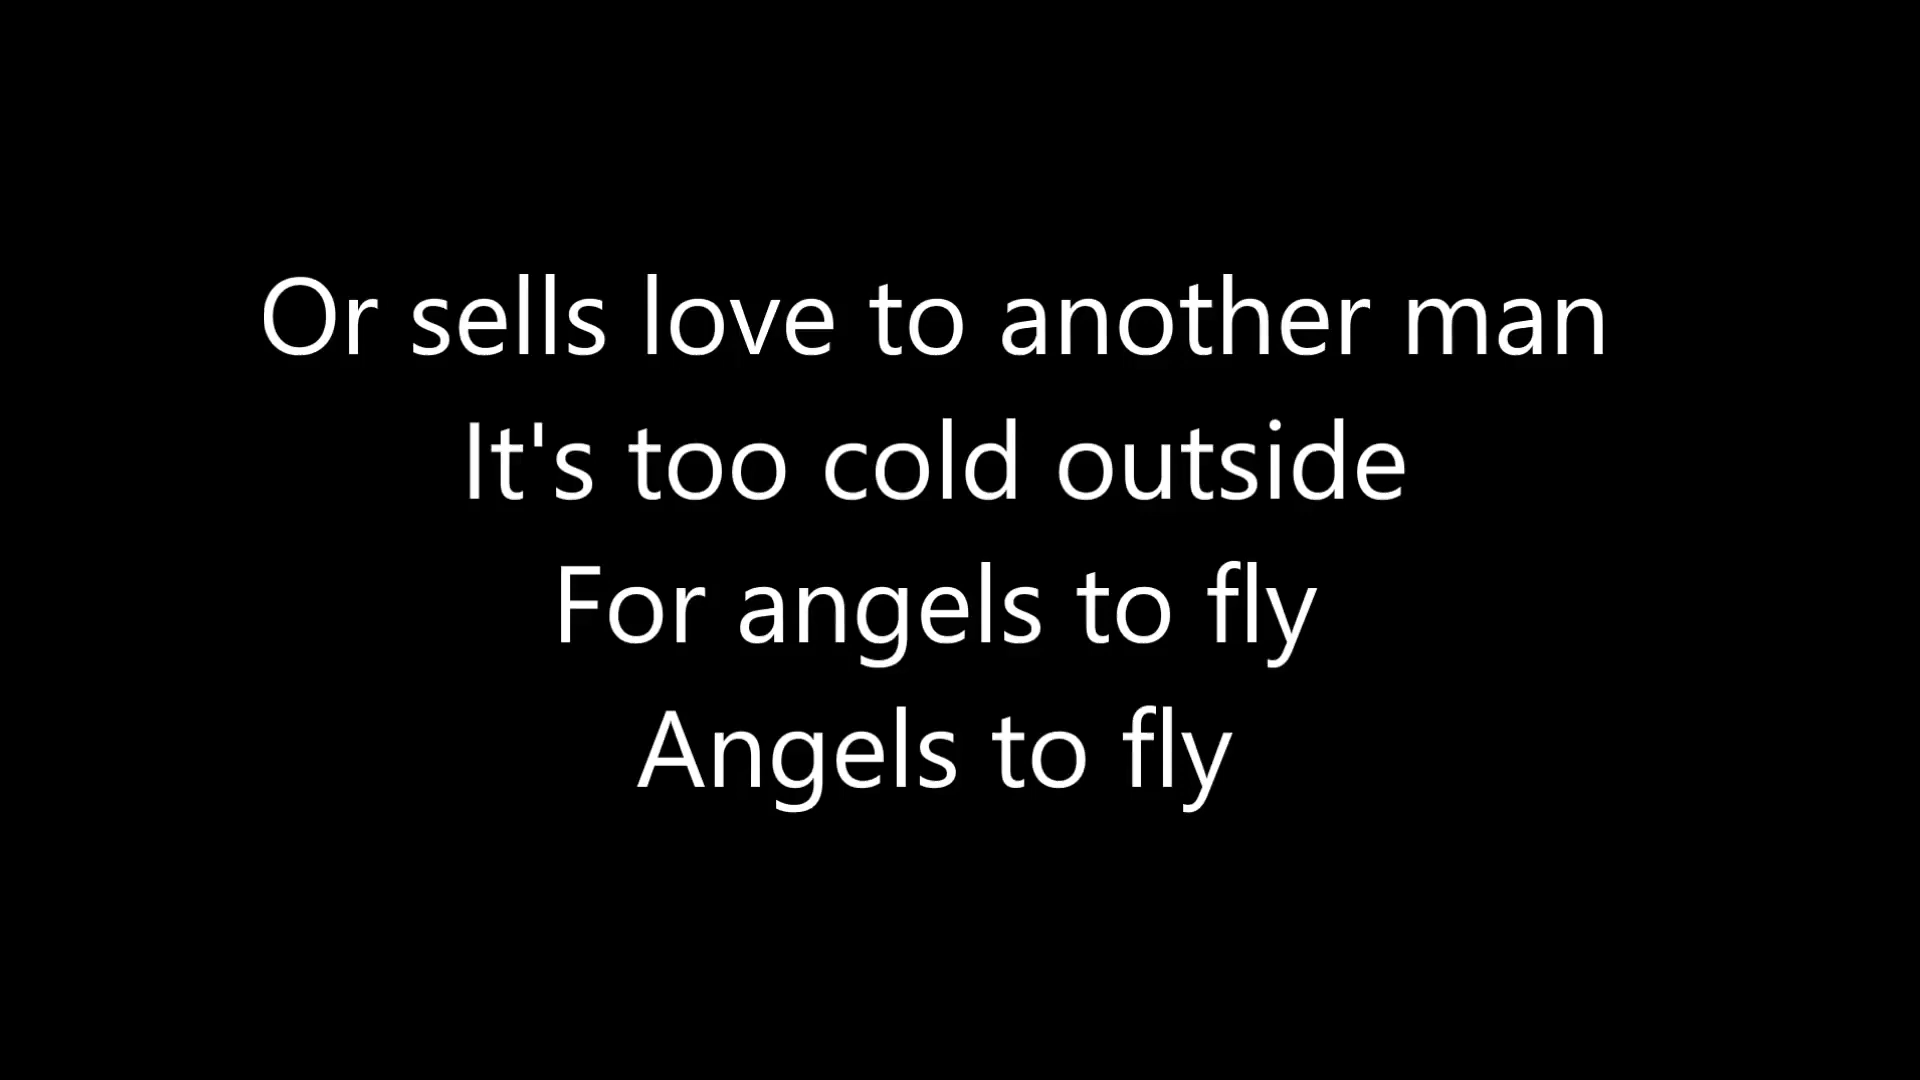 Or sells love to another man
It's too cold outside
For angels to fly
Angels to fly